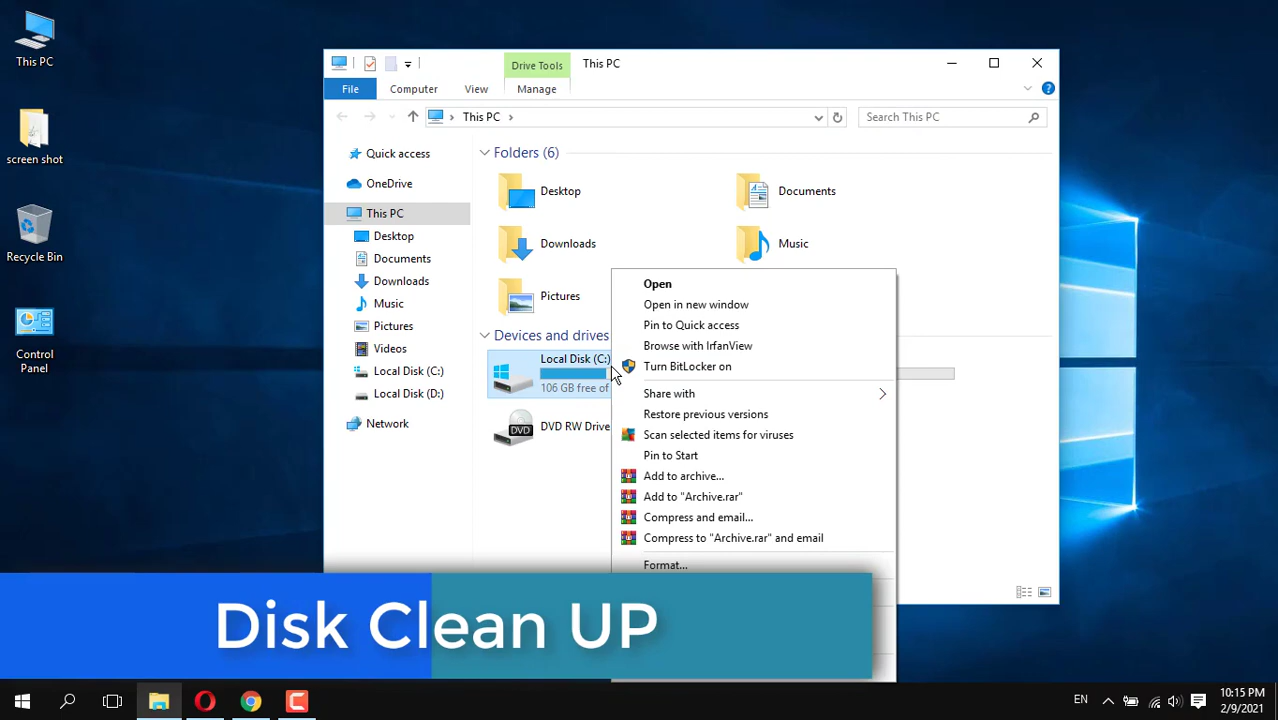 This PC
screen shot
Recycle Bin
Control
Panel
Drive Tools
This PC
File
Computer
View
Manage
This PC
Search This PC
Quick access
OneDrive
This PC
Desktop
Documents
Downloads
Music
Pictures
Videos
Local Disk (C:)
Local Disk (D:)
Network
Folders (6)
Desktop
Documents
Downloads
Music
Pictures
Devices and drives
Local Disk (C:)
106 GB free of
DVD
DVD RW Drive
Open
Open in new window
Pin to Quick access
Browse with IrfanView
Turn BitLocker on
Share with
Restore previous versions
Scan selected items for viruses
Pin to Start
Add to archive...
Add to "Archive.rar"
Compress and email...
Compress to "Archive.rar" and email
Format...
Disk Clean UP
EN
10:15 PM
2/9/2021